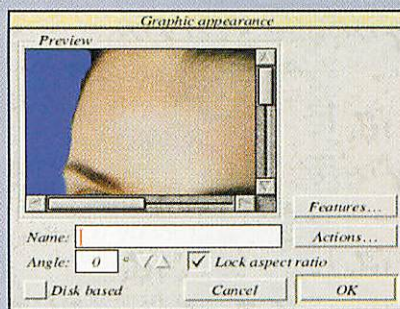 Graphic appearance
Preview
Features...
Name:
Actions...
Angle: 0 ° Lock aspect ratio
Disk based Cancel OK